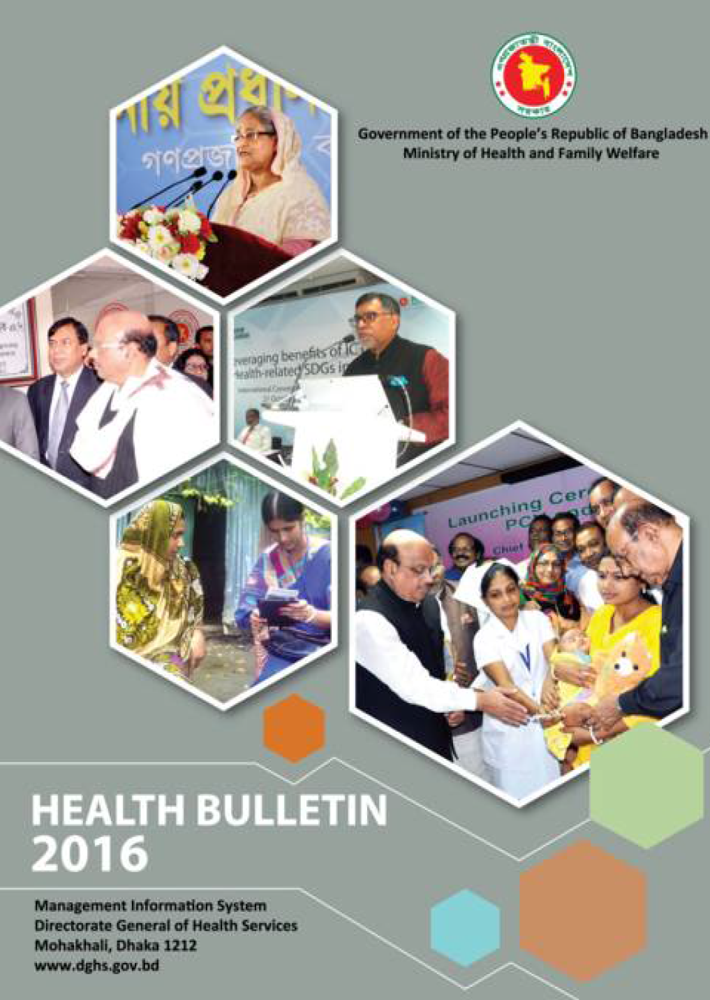 গণপ্রজাতন্ত্রী বাংলাদেশ
সরকার
Government of the People's Republic of Bangladesh
Ministry of Health and Family Welfare
প্রধান
গণপ্রজা
everaging benefits of IC
ealth-related SDGs in
International
Launching Cer
PC
Chief
HEALTH BULLETIN
2016
Management Information System
Directorate General of Health Services
Mohakhali, Dhaka 1212
www.dghs.gov.bd